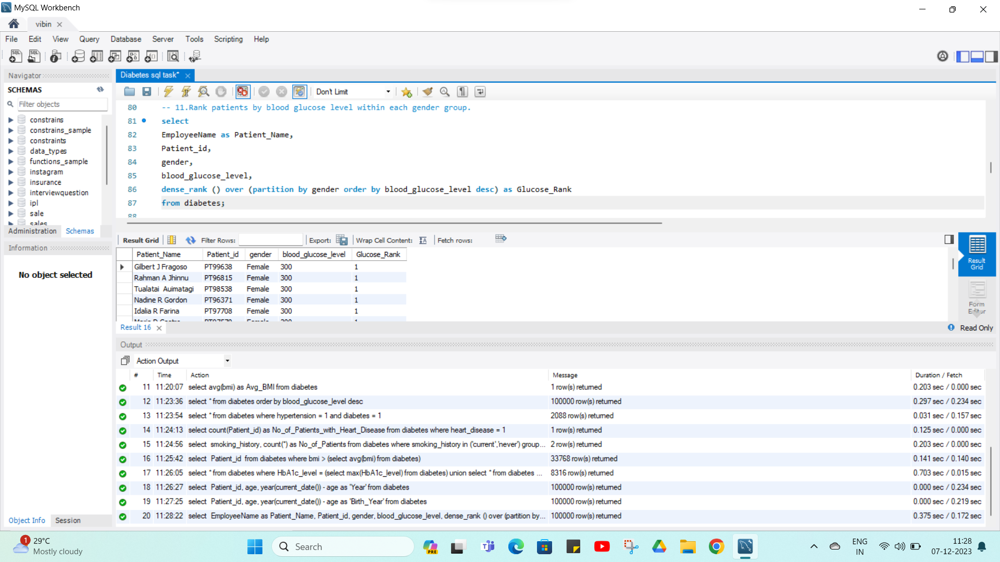 MySQL Workbench
vibin
File Edit View Query Database Server Tools Scripting Help
Navigator
SCHEMAS
Filter objects
constrains
constrains_sample
constraints
data_types
functions_sample
instagram
insurance
interviewquestion
ipl
sale
sales
Administration Schemas
Information
No object selected
Object Info Session
Diabetes sql task*
Don't Limit
80 -- 11.Rank patients by blood glucose level within each gender group.
81 select
82 EmployeeName as Patient_Name,
83 Patient_id,
84 gender,
85 blood_glucose_level,
86 dense_rank () over (partition by gender order by blood_glucose_level desc) as Glucose_Rank
87 from diabetes;
88
Result Grid Filter Rows: Export: Wrap Cell Content: Fetch rows:
Patient_Name Patient_id gender blood_glucose_level Glucose_Rank
Gilbert J Fragoso PT99638 Female 300 1
Rahman A Jhinnu PT96815 Female 300 1
Tualatai Auimatagi PT98538 Female 300 1
Nadine R Gordon PT96371 Female 300 1
Idalia R Farina PT97708 Female 300 1
Result Grid
Form Editor
Result 16
Read Only
Output
Action Output
# Time Action Message Duration / Fetch
11 11:20:07 select avg(bmi) as Avg_BMI from diabetes 1 row(s) returned 0.203 sec / 0.000 sec
12 11:23:36 select * from diabetes order by blood_glucose_level desc 100000 row(s) returned 0.297 sec / 0.234 sec
13 11:23:54 select * from diabetes where hypertension = 1 and diabetes = 1 2088 row(s) returned 0.031 sec / 0.157 sec
14 11:24:13 select count(Patient_id) as No_of_Patients_with_Heart_Disease from diabetes where heart_disease = 1 1 row(s) returned 0.125 sec / 0.000 sec
15 11:24:56 select smoking_history, count(*) as No_of_Patients from diabetes where smoking_history in ('current','never') group... 2 row(s) returned 0.203 sec / 0.000 sec
16 11:25:42 select Patient_id from diabetes where bmi > (select avg(bmi) from diabetes) 33768 row(s) returned 0.141 sec / 0.140 sec
17 11:26:05 select * from diabetes where HbA1c_level = (select max(HbA1c_level) from diabetes) union select * from diabetes ... 8316 row(s) returned 0.703 sec / 0.015 sec
18 11:26:27 select Patient_id, age, year(current_date()) - age as 'Year' from diabetes 100000 row(s) returned 0.000 sec / 0.234 sec
19 11:27:25 select Patient_id, age, year(current_date()) - age as 'Birth_Year' from diabetes 100000 row(s) returned 0.000 sec / 0.219 sec
20 11:28:22 select EmployeeName as Patient_Name, Patient_id, gender, blood_glucose_level, dense_rank () over (partition by... 100000 row(s) returned 0.375 sec / 0.172 sec
1
29°C
Mostly cloudy
Search
PRE
ENG
IN
11:28
07-12-2023